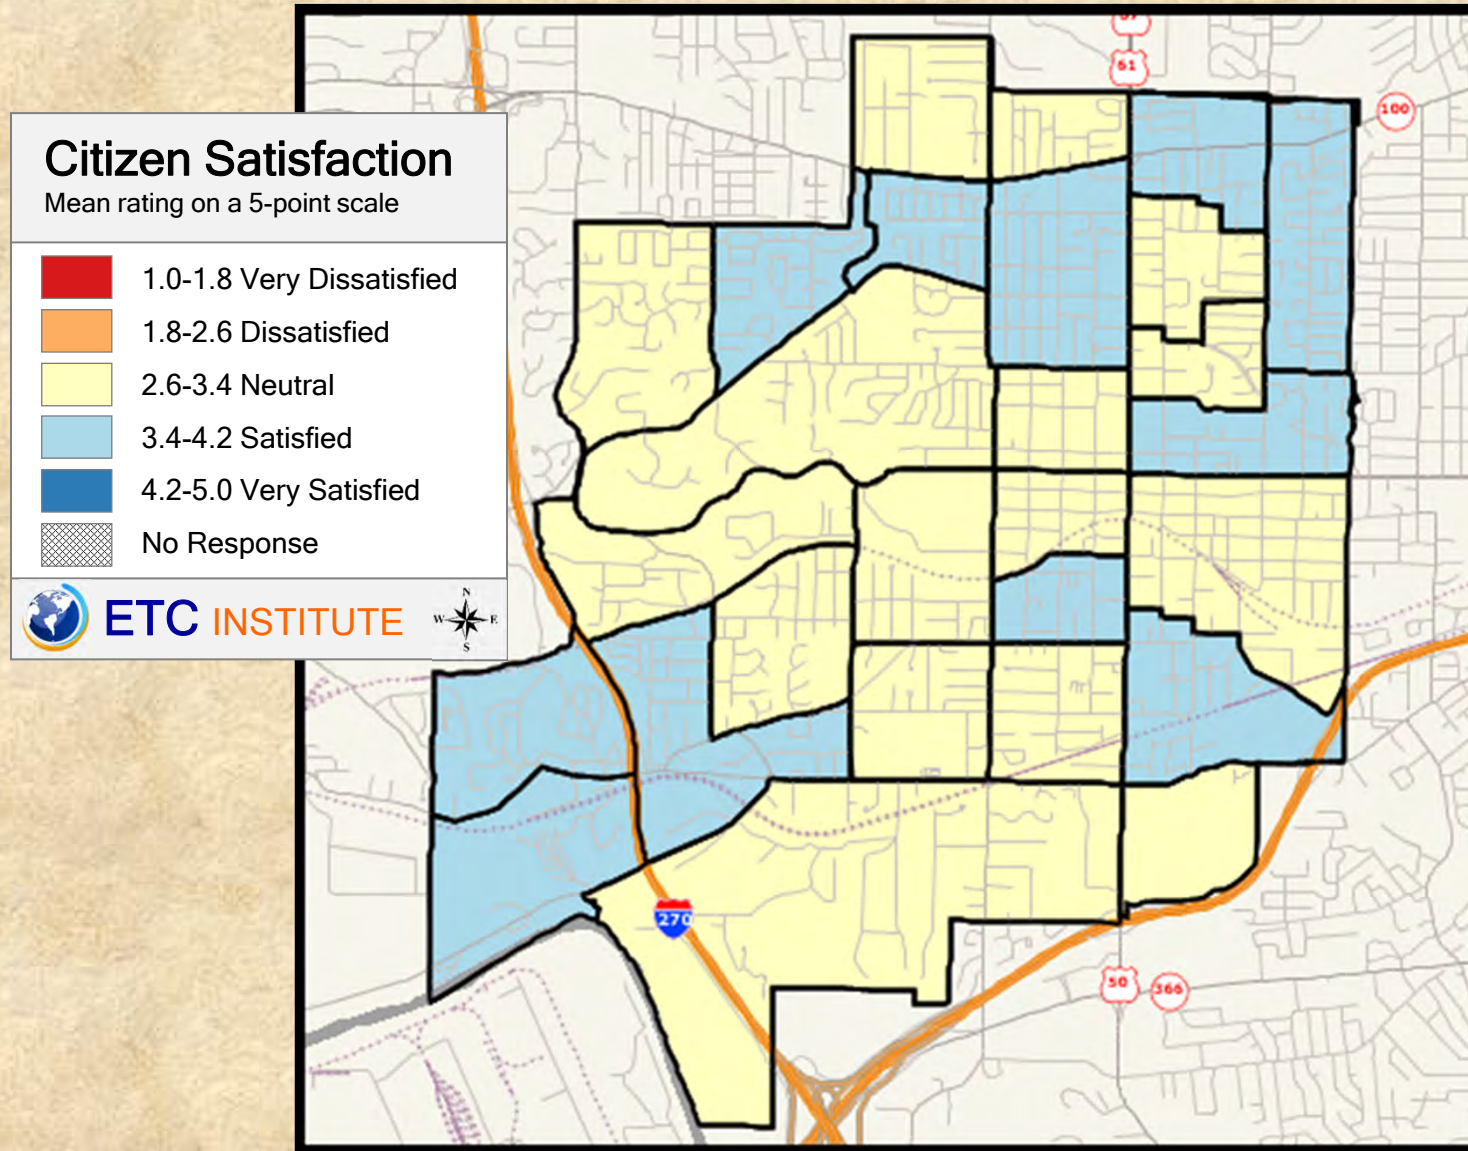 Citizen Satisfaction
Mean rating on a 5-point scale
1.0-1.8 Very Dissatisfied
1.8-2.6 Dissatisfied
2.6-3.4 Neutral
3.4-4.2 Satisfied
4.2-5.0 Very Satisfied
No Response
ETC INSTITUTE
N
W E
S
61
100
270
50
366